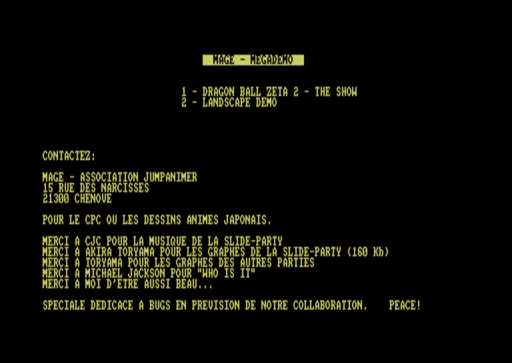 MAGE - MEGADEMO
1 - DRAGON BALL ZETA 2 - THE SHOW
2 - LANDSCAPE DEMO
CONTACTEZ:
MAGE - ASSOCIATION JUMPANIMER
15 RUE DES NARCISSES
21300 CHENOVE
POUR LE CPC OU LES DESSINS ANIMES JAPONAIS.
MERCI A CJC POUR LA MUSIQUE DE LA SLIDE-PARTY
MERCI A AKIRA TORYAMA POUR LES GRAPHES DE LA SLIDE-PARTY (160 Kb)
MERCI A TORYAMA POUR LES GRAPHES DES AUTRES PARTIES
MERCI A MICHAEL JACKSON POUR "WHO IS IT"
MERCI A MOI D'ETRE AUSSI BEAU...
SPECIALE DEDICACE A BUGS EN PREVISION DE NOTRE COLLABORATION. PEACE!